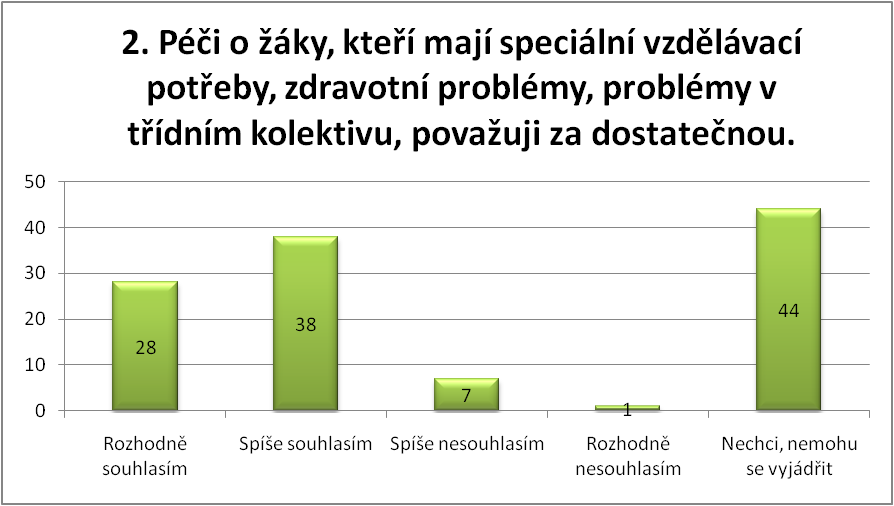 2. Péči o žáky, kteří mají speciální vzdělávací
potřeby, zdravotní problémy, problémy v
třídním kolektivu, považuji za dostatečnou.
50
40
30
20
10
0
28
38
7
1
44
Rozhodně
souhlasím
Spíše souhlasím
Spíše nesouhlasím
Rozhodně
nesouhlasím
Nechci, nemohu
se vyjádřit